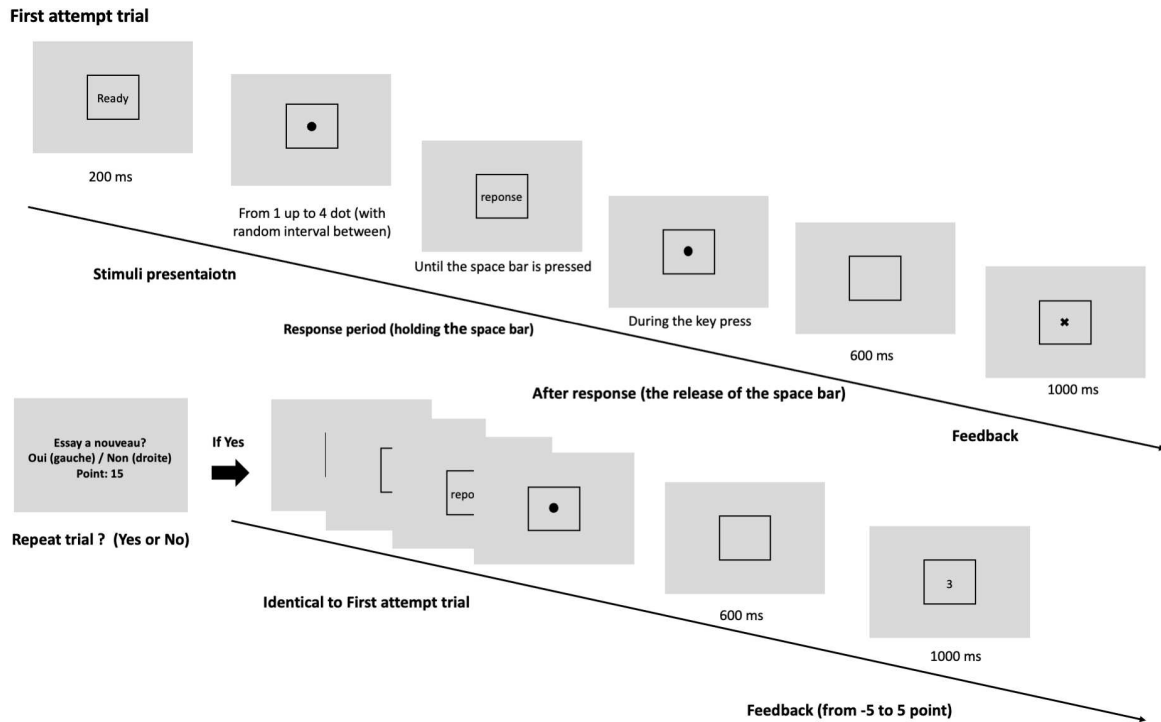 First attempt trial
Ready
200 ms
From 1 up to 4 dot (with
random interval between)
reponse
Until the space bar is pressed
During the key press
600 ms
1000 ms
Stimuli presentaiotn
Response period (holding the space bar)
After response (the release of the space bar)
Feedback
Essay a nouveau?
Oui (gauche) / Non (droite)
Point: 15
If Yes
repo
3
Repeat trial ? (Yes or No)
Identical to First attempt trial
600 ms
1000 ms
Feedback (from -5 to 5 point)